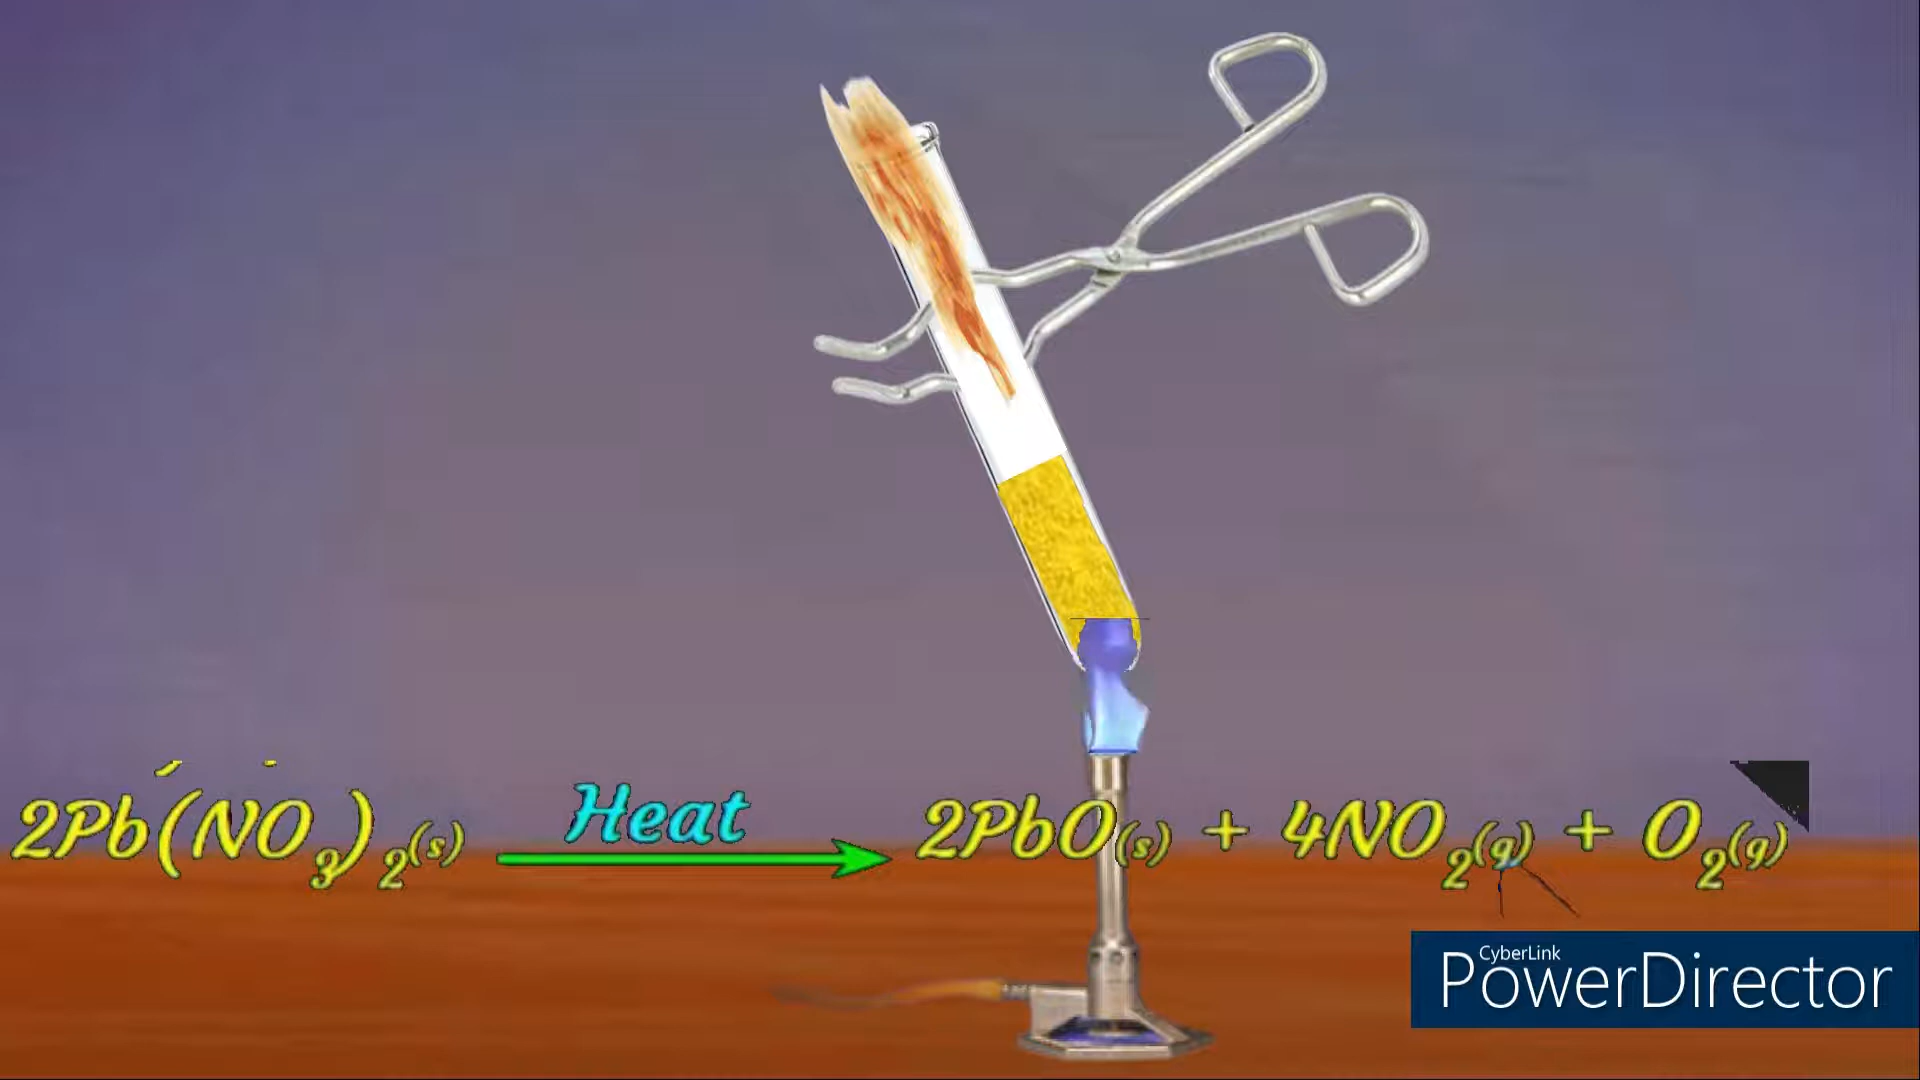 Heat
2Pb(NO3)2(s) → 2PbO(s) + 4NO2(g) + O2(g)
CyberLink
PowerDirector